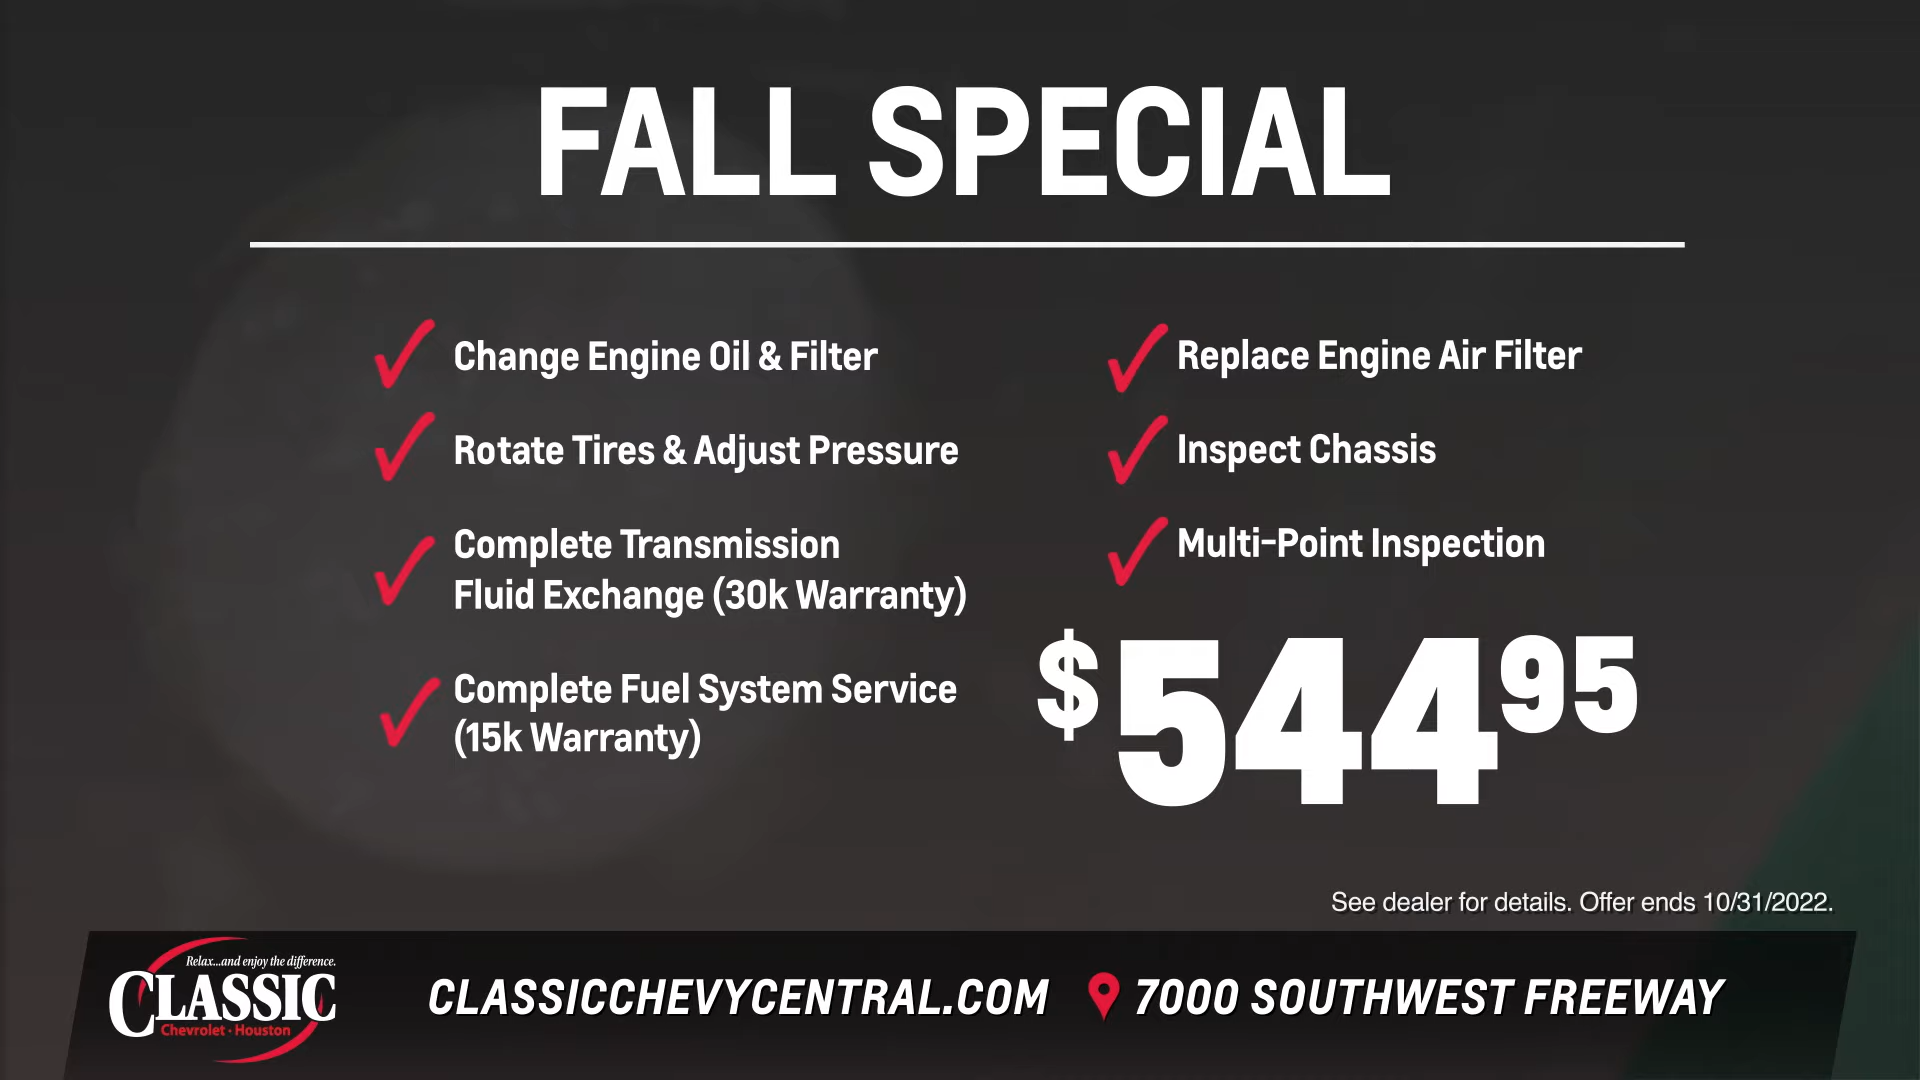 FALL SPECIAL
Change Engine Oil & Filter
Rotate Tires & Adjust Pressure
Complete Transmission
Fluid Exchange (30k Warranty)
Complete Fuel System Service
(15k Warranty)
Replace Engine Air Filter
Inspect Chassis
Multi-Point Inspection
$544 95
See dealer for details. Offer ends 10/31/2022.
Relax...and enjoy the difference.
CLASSIC
Chevrolet · Houston
CLASSICCHEVYCENTRAL.COM
7000 SOUTHWEST FREEWAY